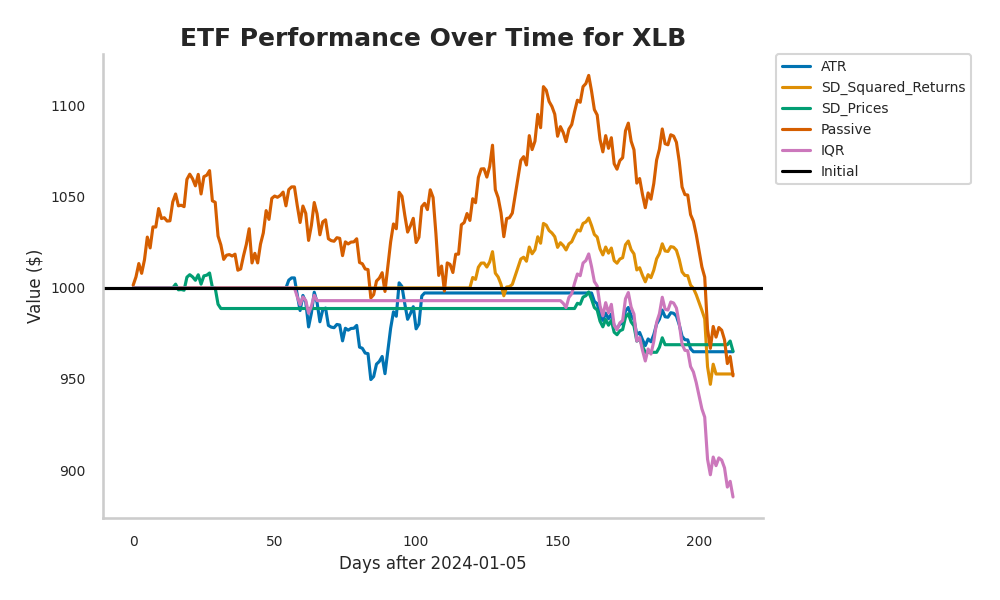 ETF Performance Over Time for XLB
ATR
SD_Squared_Returns
SD_Prices
Passive
IQR
Initial
Value ($)
1100
1050
1000
950
900
0 50 100 150 200
Days after 2024-01-05